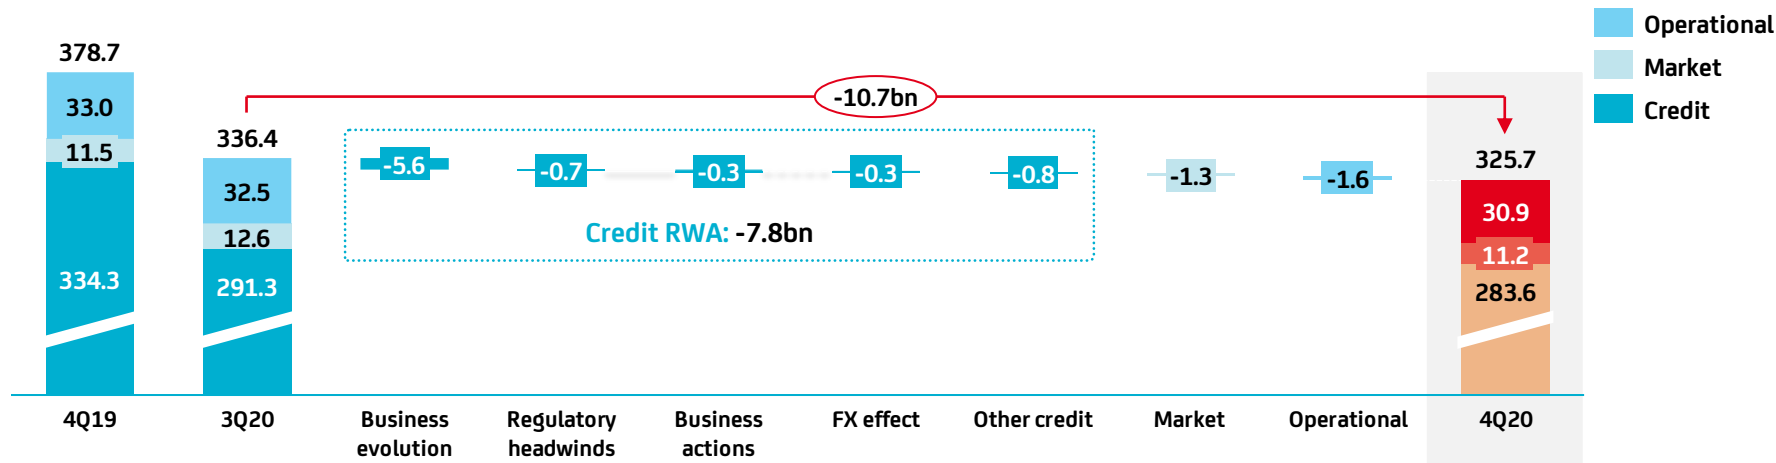 Operational
Market
Credit
378.7
33.0
11.5
334.3
336.4
32.5
12.6
291.3
-10.7bn
-5.6
-0.7
-0.3
-0.3
-0.8
Credit RWA: -7.8bn
-1.3
-1.6
325.7
30.9
11.2
283.6
4Q19
3Q20
Business
evolution
Regulatory
headwinds
Business
actions
FX effect
Other credit
Market
Operational
4Q20